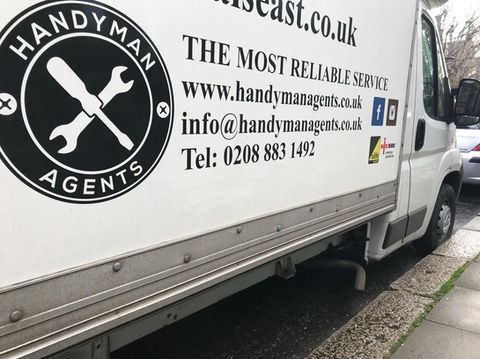 HANDYMAN
AGENTS
THE MOST RELIABLE SERVICE
www.handymanagents.co.uk
info@handymanagents.co.uk
Tel: 0208 883 1492